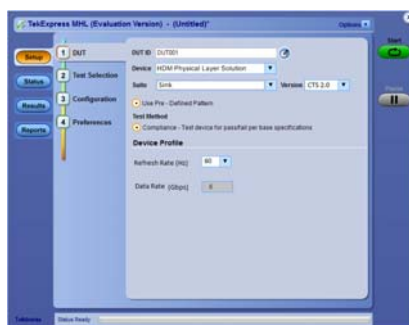 TekExpress MHL (Evaluation Version) - (Untitled)*
Options
Setup
Status
Results
Reports
1 DUT
2 Test Selection
3 Configuration
4 Preferences
DUT ID DUT001
Device HDM Physical Layer Solution
Suite Sink Version CTS 2.0
Use Pre - Defined Pattern
Test Method
Compliance - Test device for pass/fail per base specifications
Device Profile
Refresh Rate (Hz) 60
Data Rate (Gbps) 6
Start
Pause
Tektronix
Status Ready